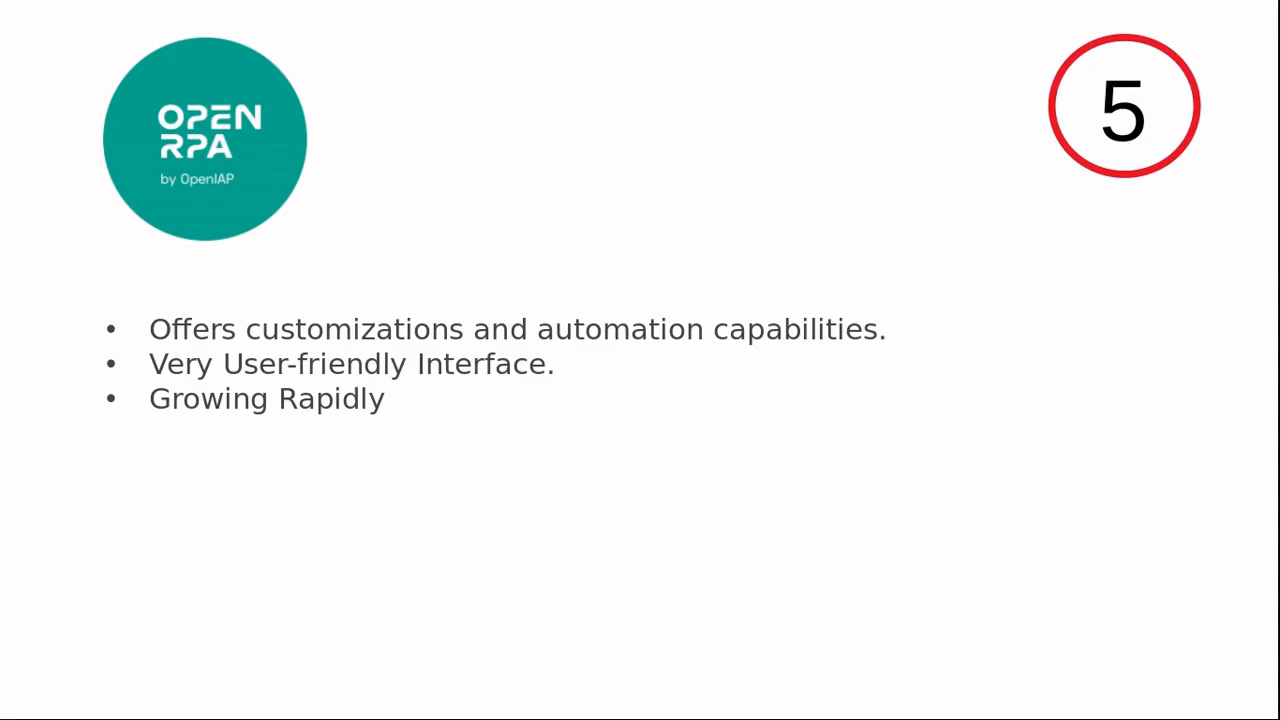 OPEN
RPA
by OpenIAP
5
• Offers customizations and automation capabilities.
• Very User-friendly Interface.
• Growing Rapidly